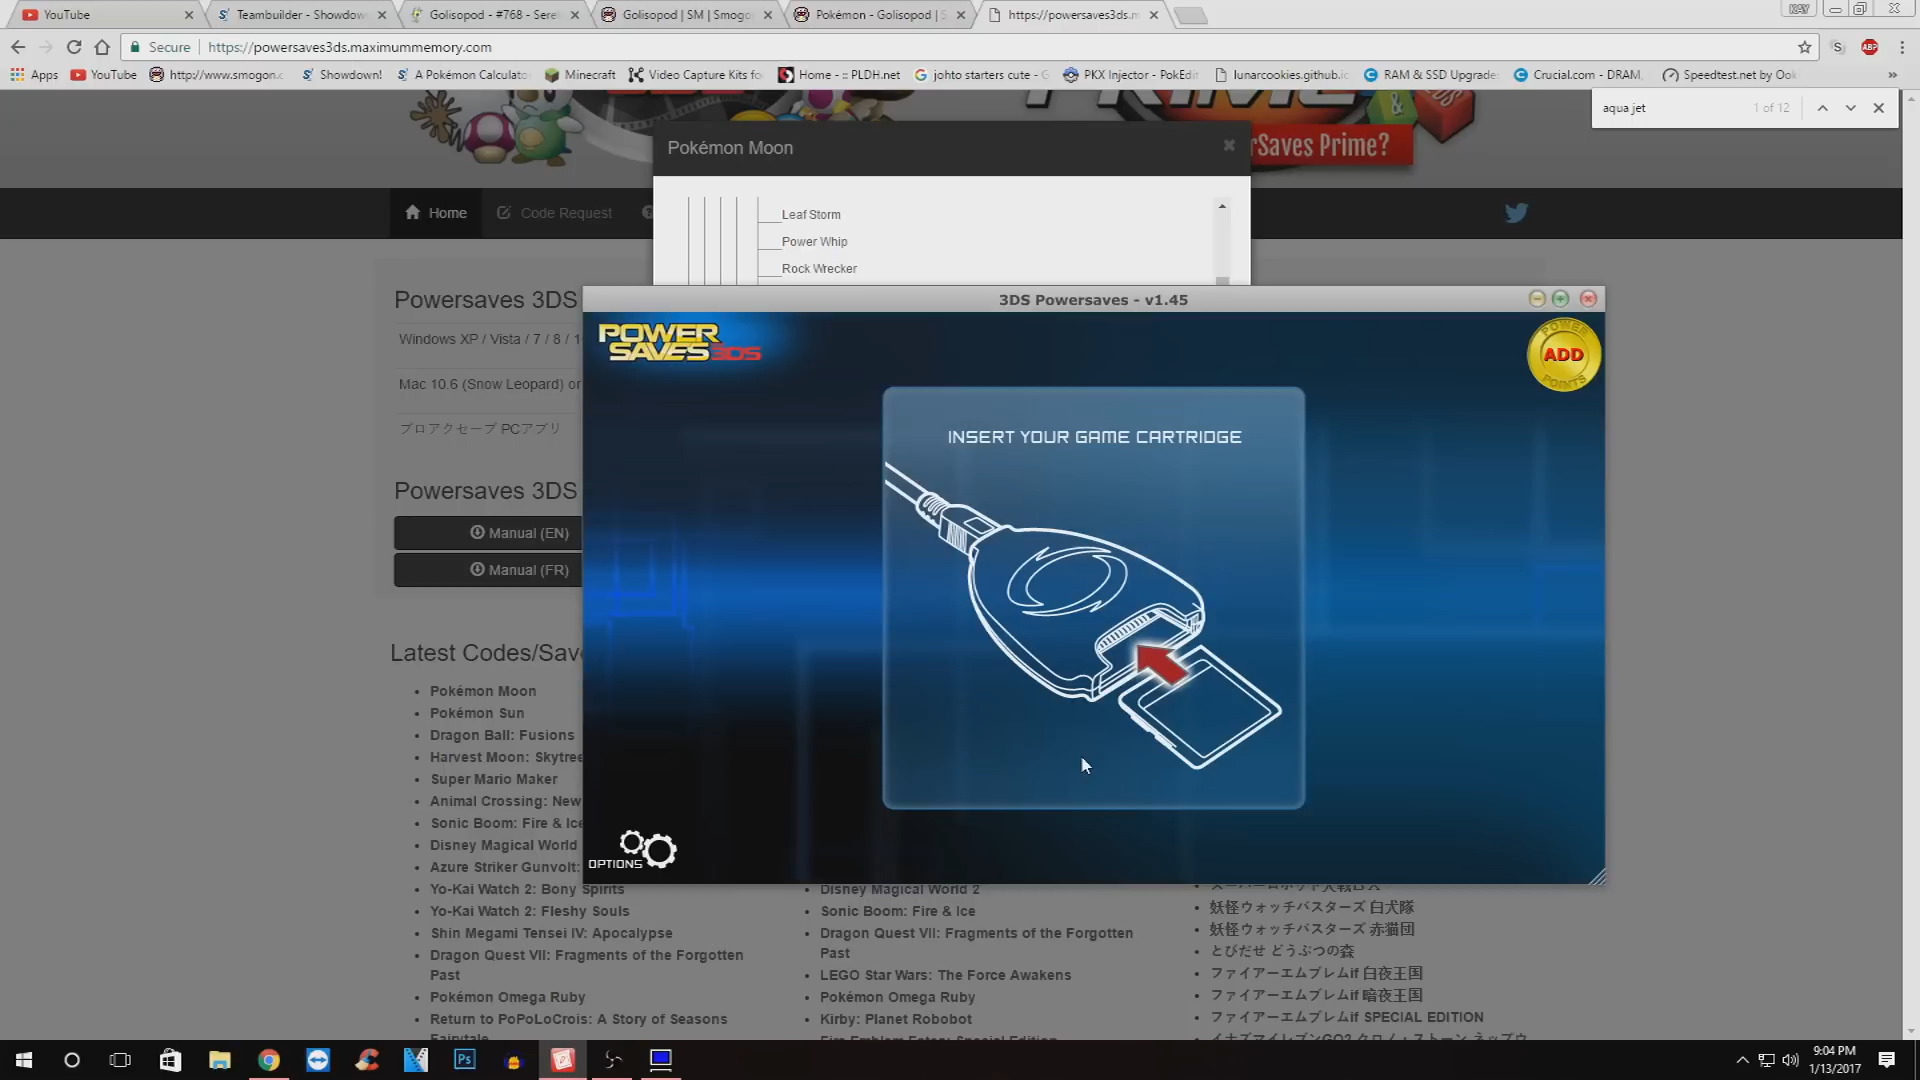 YouTube
Teambuilder - Showdow
Golisopod - #768 - Sere
Golisopod | SM | Smogo
Pokémon - Golisopod | S
https://powersaves3ds.m
KAY
Secure
https://powersaves3ds.maximummemory.com
ABP
Apps
YouTube
http://www.smogon.c
Showdown!
A Pokémon Calculato
Minecraft
Video Capture Kits fo
Home - :: PLDH.net
johto starters cute - G
PKX Injector - PokEdit
lunarcookies.github.io
RAM & SSD Upgrade
Crucial.com - DRAM,
Speedtest.net by Ook
aqua jet
1 of 12
PRIME
&
rSaves Prime?
Pokémon Moon
Home
Code Request
Leaf Storm
Power Whip
Rock Wrecker
Powersaves 3DS
Windows XP / Vista / 7 / 8 / 1
Mac 10.6 (Snow Leopard) or
プロアクセーブ PCアプリ
Powersaves 3DS
Manual (EN)
Manual (FR)
3DS Powersaves - v1.45
POWER
SAVES 3DS
POWER
ADD
POINTS
INSERT YOUR GAME CARTRIDGE
OPTIONS
Latest Codes/Sav
Pokémon Moon
Pokémon Sun
Dragon Ball: Fusions
Harvest Moon: Skytree
Super Mario Maker
Animal Crossing: New
Sonic Boom: Fire & Ice
Disney Magical World
Azure Striker Gunvolt:
Yo-Kai Watch 2: Bony Spirits
Yo-Kai Watch 2: Fleshy Souls
Shin Megami Tensei IV: Apocalypse
Dragon Quest VII: Fragments of the Forgotten
Past
Pokémon Omega Ruby
Return to PoPoLoCrois: A Story of Seasons
Fairytale
Disney Magical World 2
Sonic Boom: Fire & Ice
Dragon Quest VII: Fragments of the Forgotten
Past
LEGO Star Wars: The Force Awakens
Pokémon Omega Ruby
Kirby: Planet Robobot
Fire Emblem Fates: Special Edition
妖怪ウォッチバスターズ 白犬隊
妖怪ウォッチバスターズ 赤猫団
とびだせ どうぶつの森
ファイアーエムブレムif 白夜王国
ファイアーエムブレムif 暗夜王国
ファイアーエムブレムif SPECIAL EDITION
Ps
9:04 PM
1/13/2017